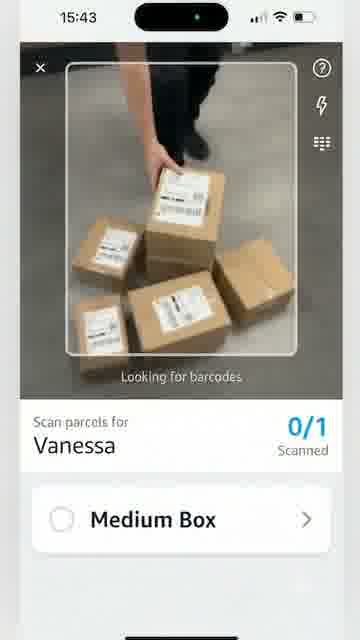 15:43
Looking for barcodes
Scan parcels for
Vanessa
0/1
Scanned
Medium Box